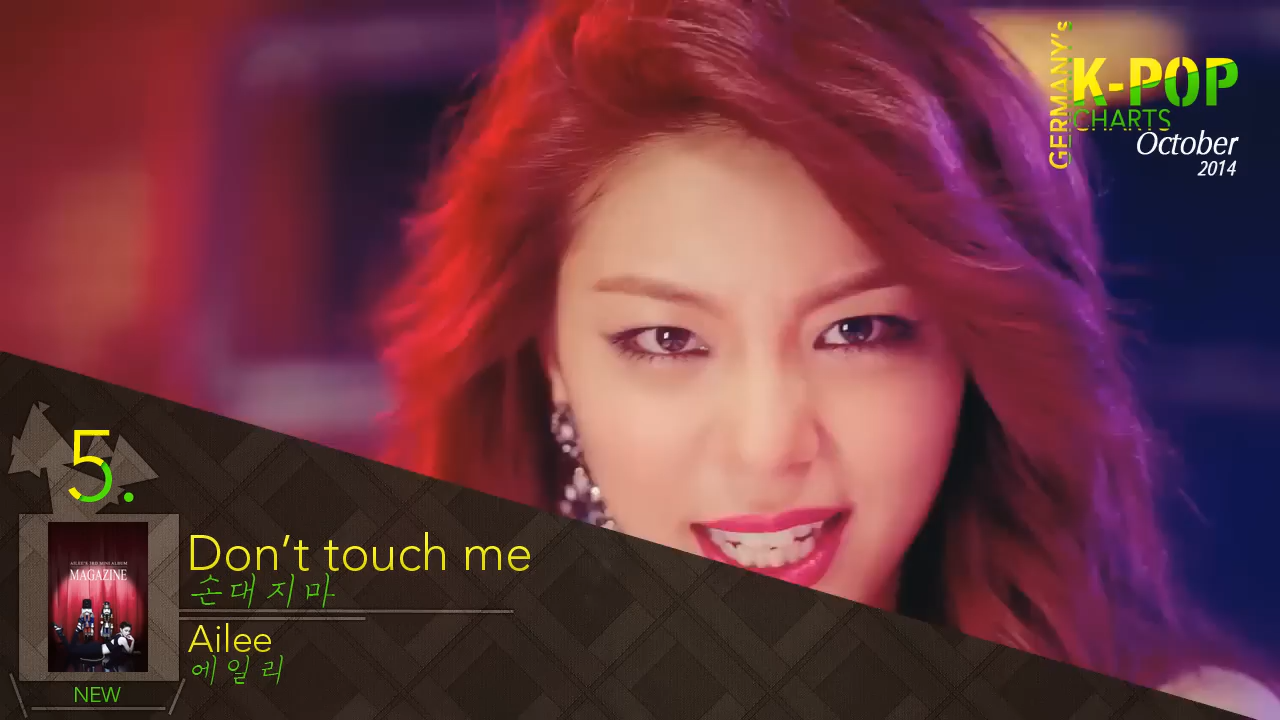 GERMANY's
K-POP
CHARTS
October
2014
5.
AILEE'S 3RD MINI ALBUM
MAGAZINE
Don't touch me
손대지마
Ailee
에일리
NEW